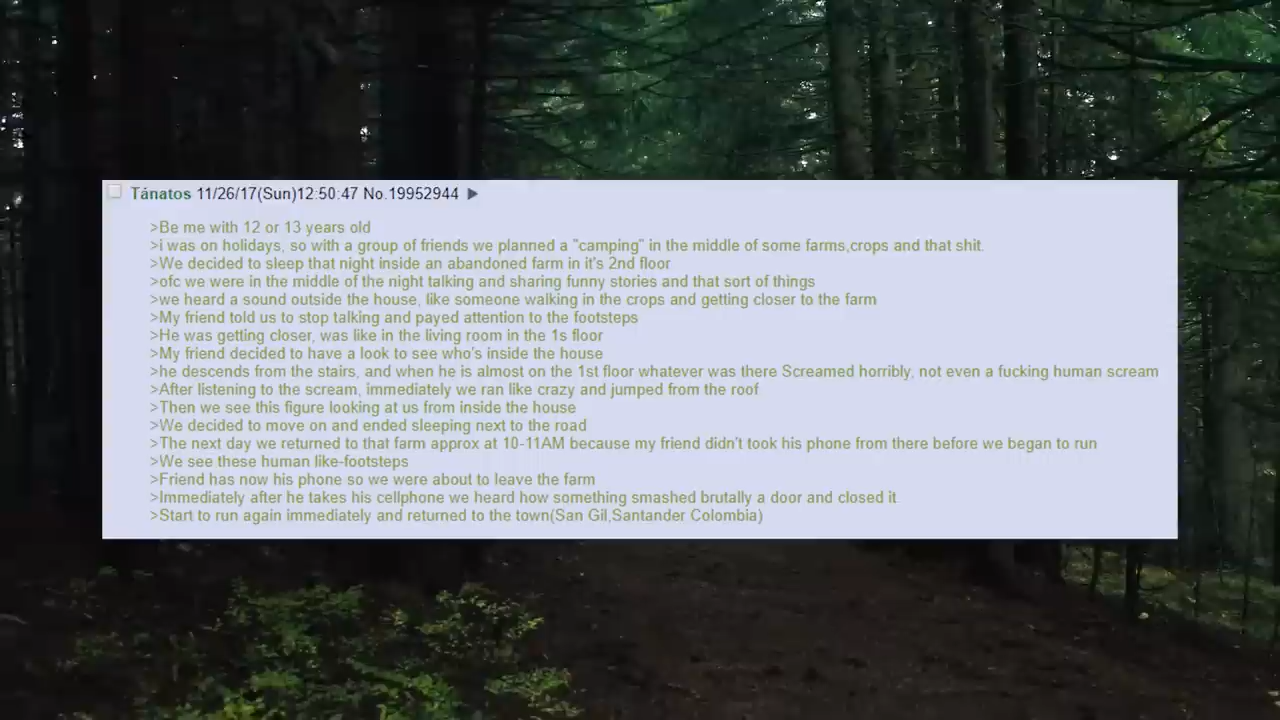 Tánatos 11/26/17(Sun)12:50:47 No.19952944 ▶
>Be me with 12 or 13 years old
>i was on holidays, so with a group of friends we planned a "camping" in the middle of some farms,crops and that shit.
>We decided to sleep that night inside an abandoned farm in it's 2nd floor
>ofc we were in the middle of the night talking and sharing funny stories and that sort of things
>we heard a sound outside the house, like someone walking in the crops and getting closer to the farm
>My friend told us to stop talking and payed attention to the footsteps
>He was getting closer, was like in the living room in the 1s floor
>My friend decided to have a look to see who's inside the house
>he descends from the stairs, and when he is almost on the 1st floor whatever was there Screamed horribly, not even a fucking human scream
>After listening to the scream, immediately we ran like crazy and jumped from the roof
>Then we see this figure looking at us from inside the house
>We decided to move on and ended sleeping next to the road
>The next day we returned to that farm approx at 10-11AM because my friend didn't took his phone from there before we began to run
>We see these human like-footsteps
>Friend has now his phone so we were about to leave the farm
>Immediately after he takes his cellphone we heard how something smashed brutally a door and closed it
>Start to run again immediately and returned to the town(San Gil,Santander Colombia)